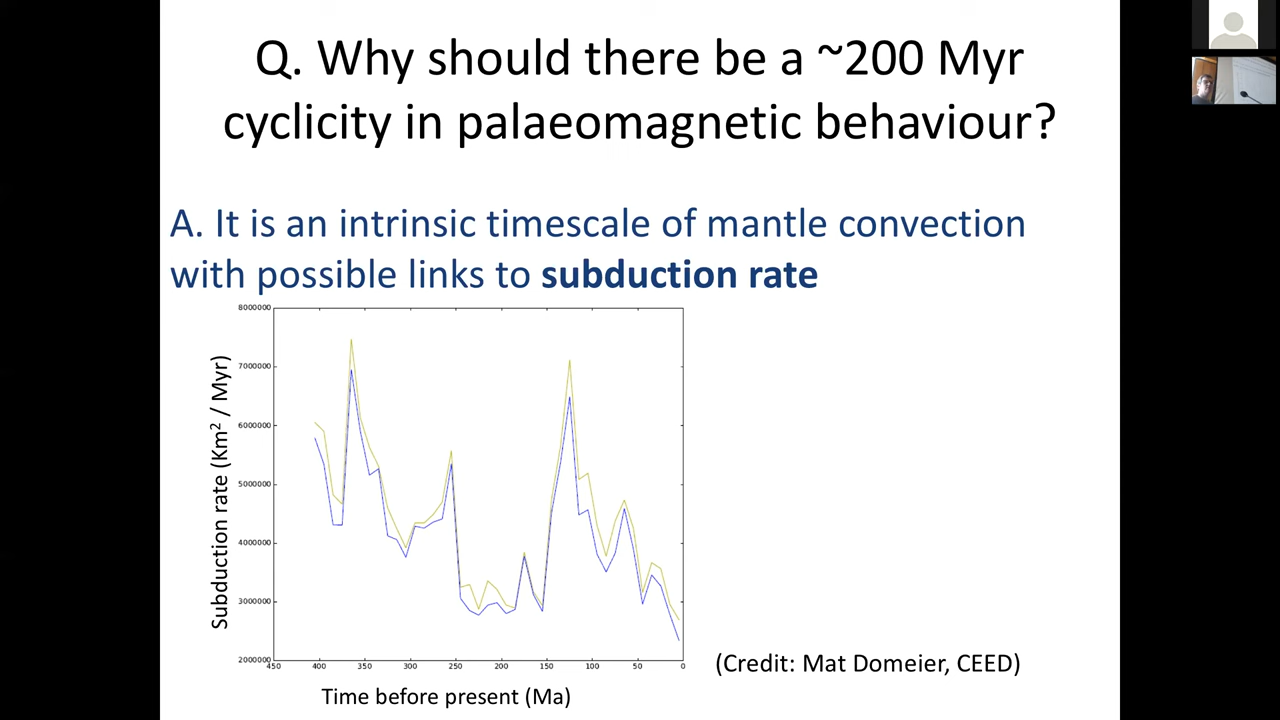 Q. Why should there be a ~200 Myr
cyclicity in palaeomagnetic behaviour?
A. It is an intrinsic timescale of mantle convection
with possible links to subduction rate
8000000
7000000
6000000
5000000
4000000
3000000
2000000
Subduction rate (Km² / Myr)
450 400 350 300 250 200 150 100 50 0
Time before present (Ma)
(Credit: Mat Domeier, CEED)